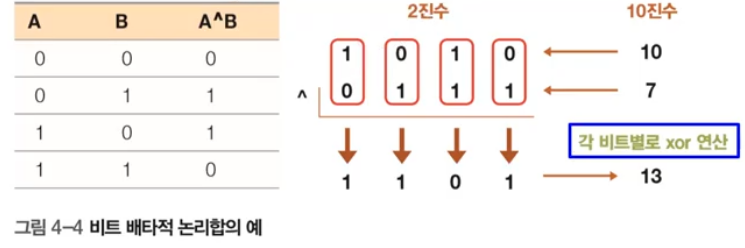 A B A^B
0 0 0
0 1 1
1 0 1
1 1 0
2진수 10진수
1 0 1 0 10
^ 0 1 1 1 7
각 비트별로 xor 연산
1 1 0 1 13
그림 4-4 비트 배타적 논리합의 예